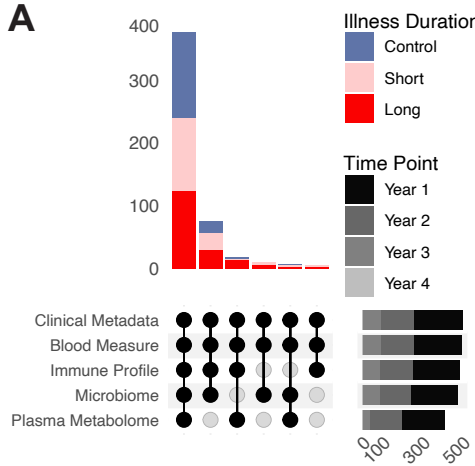 A
Illness Duration
Control
Short
Long
Time Point
Year 1
Year 2
Year 3
Year 4
400
300
200
100
0
Clinical Metadata
Blood Measure
Immune Profile
Microbiome
Plasma Metabolome
0
100
300
500